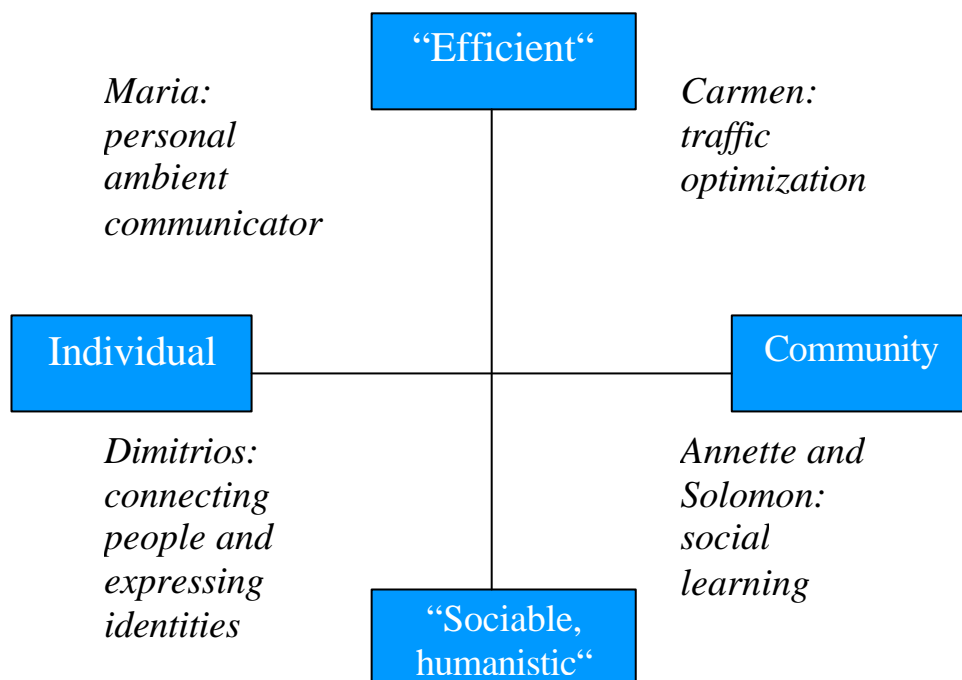 “Efficient“
Maria:
personal
ambient
communicator
Carmen:
traffic
optimization
Individual
Community
Dimitrios:
connecting
people and
expressing
identities
Annette and
Solomon:
social
learning
“Sociable,
humanistic“